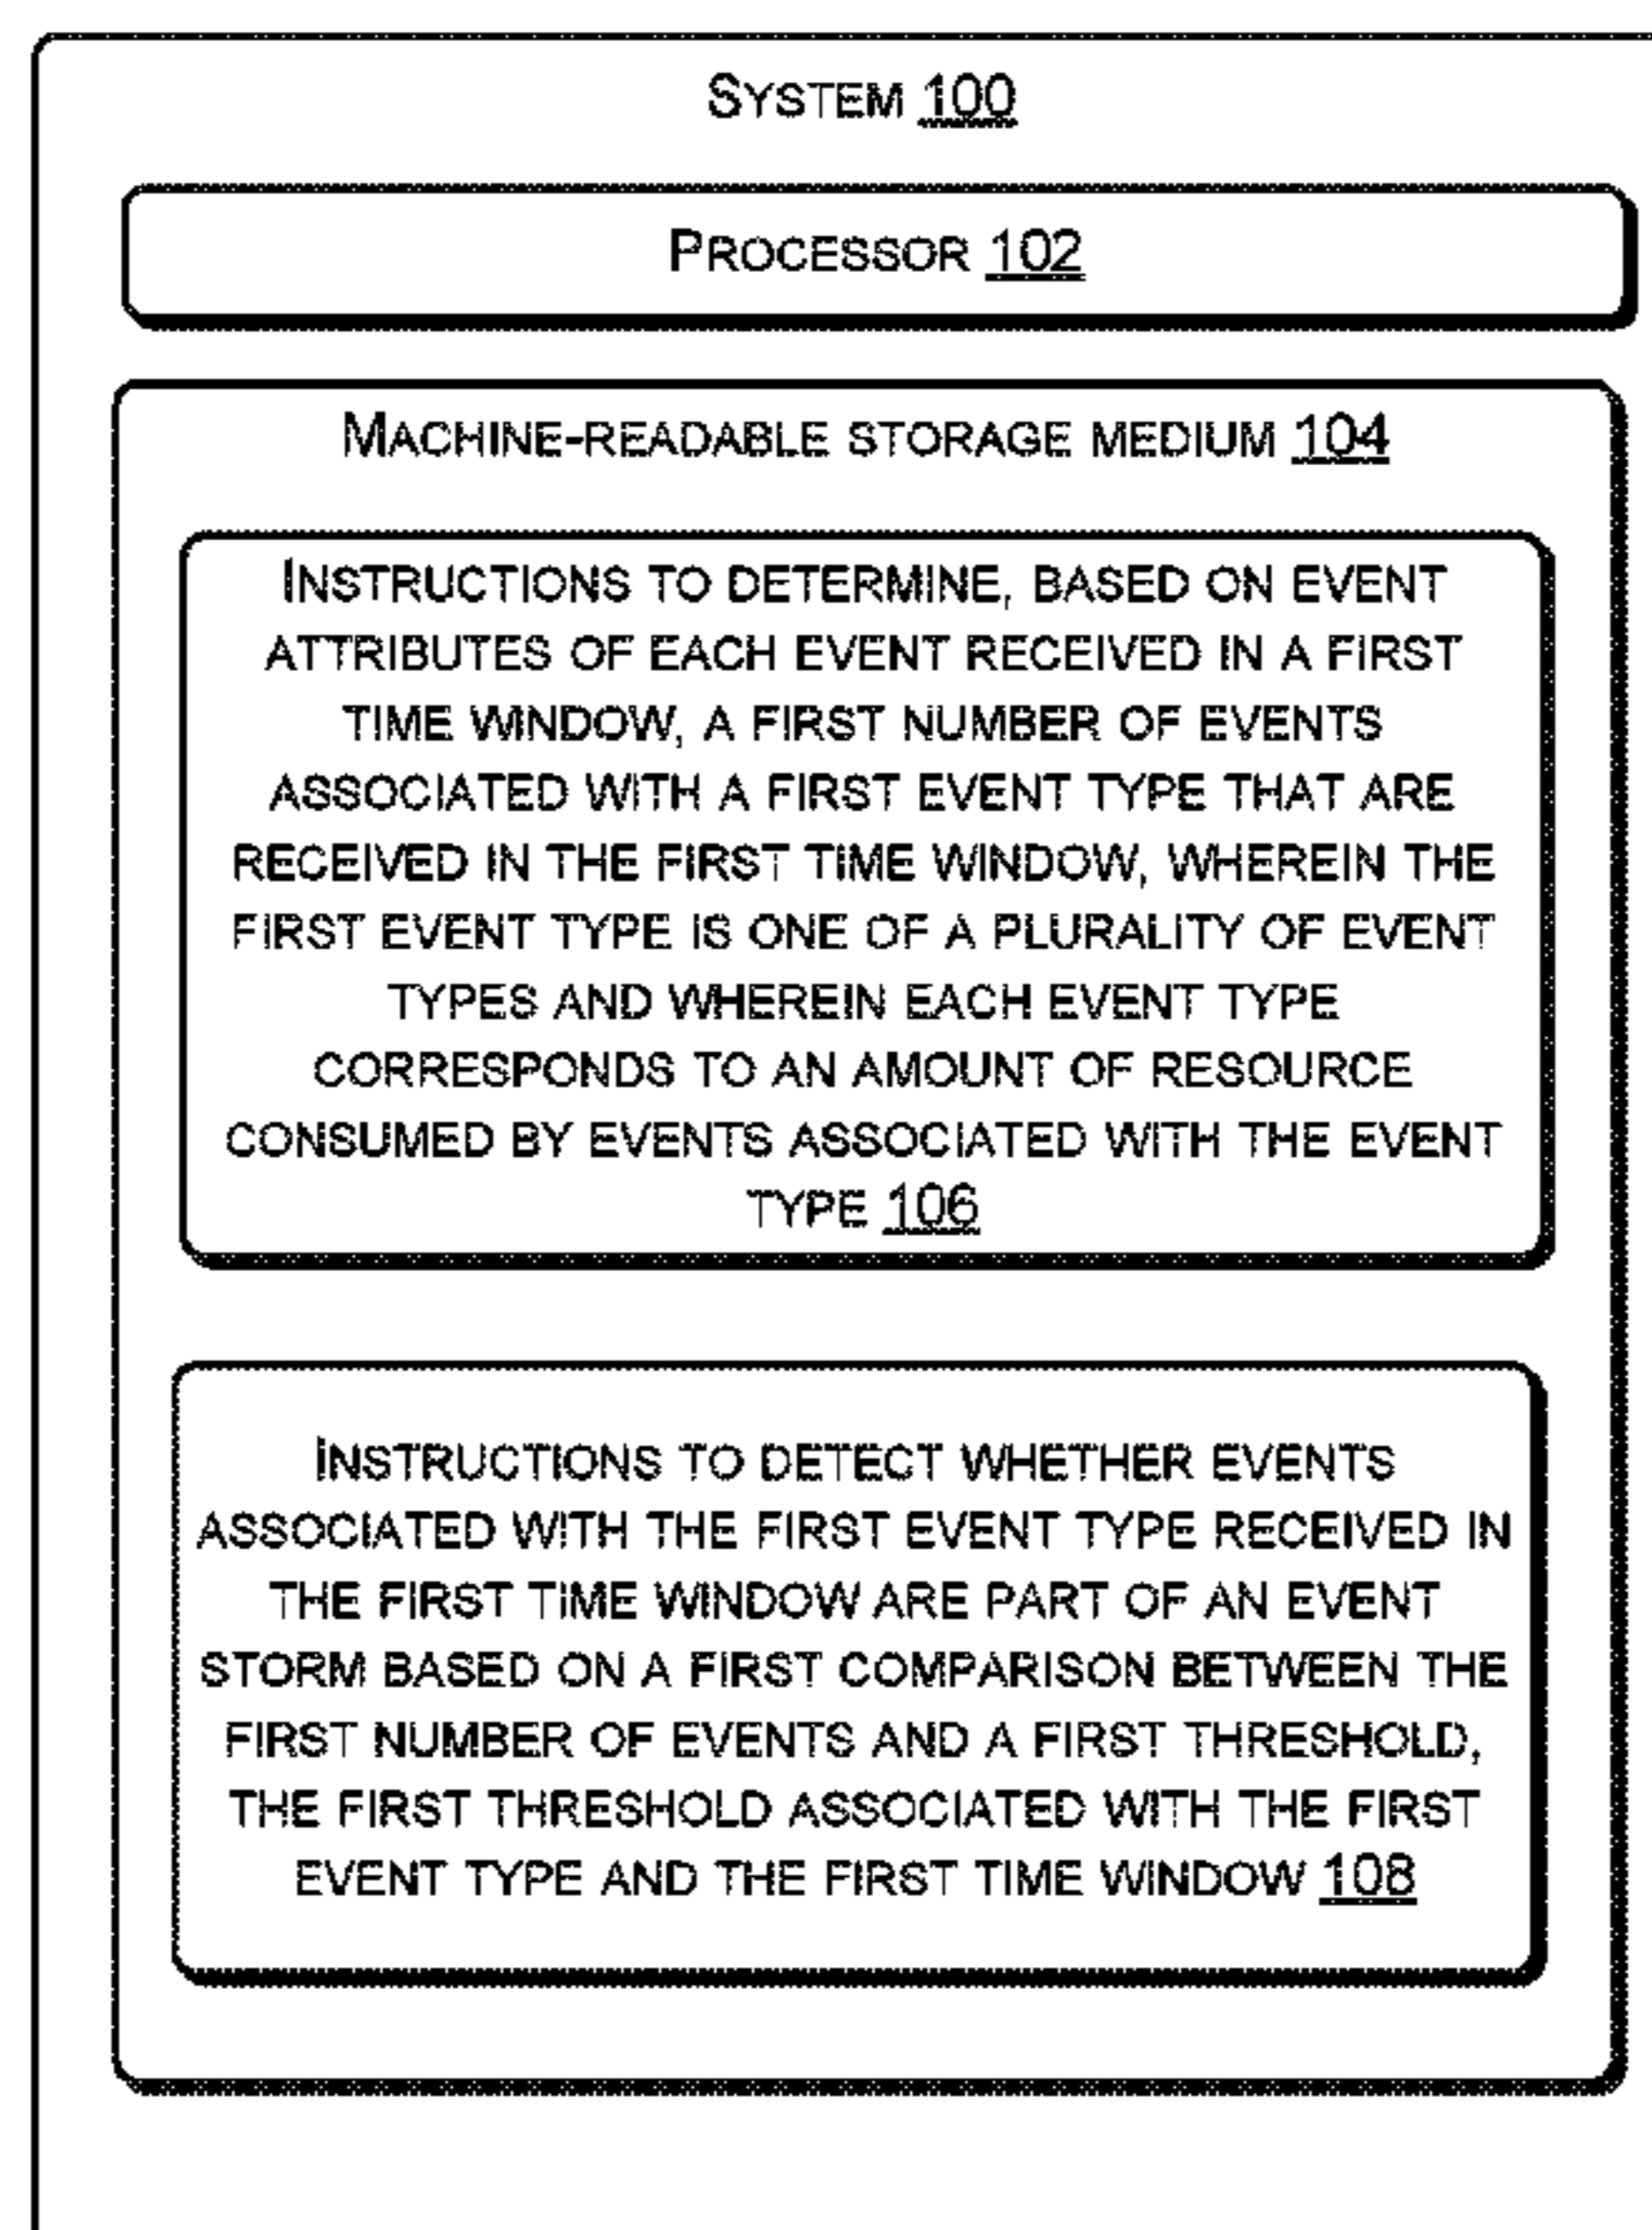 SYSTEM 100
PROCESSOR 102
MACHINE-READABLE STORAGE MEDIUM 104
INSTRUCTIONS TO DETERMINE, BASED ON EVENT
ATTRIBUTES OF EACH EVENT RECEIVED IN A FIRST
TIME WINDOW, A FIRST NUMBER OF EVENTS
ASSOCIATED WITH A FIRST EVENT TYPE THAT ARE
RECEIVED IN THE FIRST TIME WINDOW, WHEREIN THE
FIRST EVENT TYPE IS ONE OF A PLURALITY OF EVENT
TYPES AND WHEREIN EACH EVENT TYPE
CORRESPONDS TO AN AMOUNT OF RESOURCE
CONSUMED BY EVENTS ASSOCIATED WITH THE EVENT
TYPE 106
INSTRUCTIONS TO DETECT WHETHER EVENTS
ASSOCIATED WITH THE FIRST EVENT TYPE RECEIVED IN
THE FIRST TIME WINDOW ARE PART OF AN EVENT
STORM BASED ON A FIRST COMPARISON BETWEEN THE
FIRST NUMBER OF EVENTS AND A FIRST THRESHOLD,
THE FIRST THRESHOLD ASSOCIATED WITH THE FIRST
EVENT TYPE AND THE FIRST TIME WINDOW 108